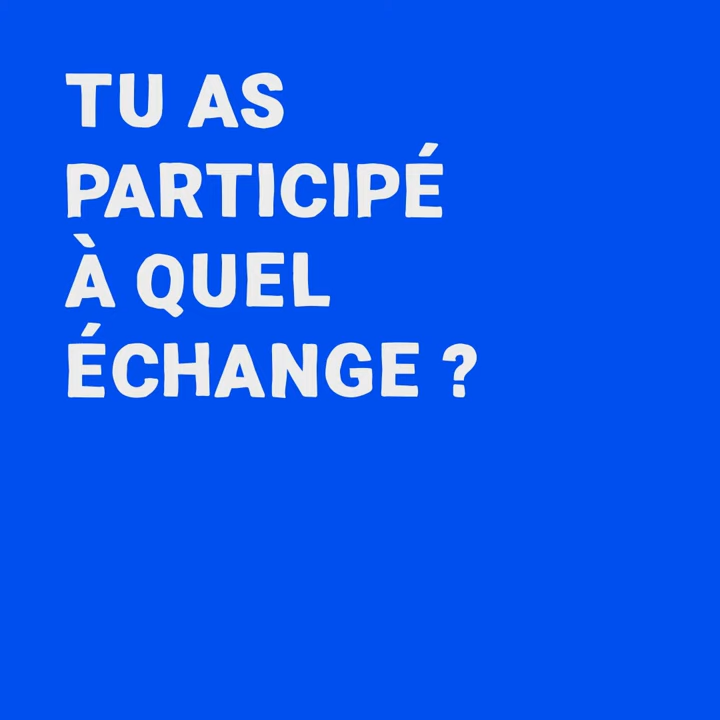 TU AS
PARTICIPÉ
À QUEL
ÉCHANGE ?